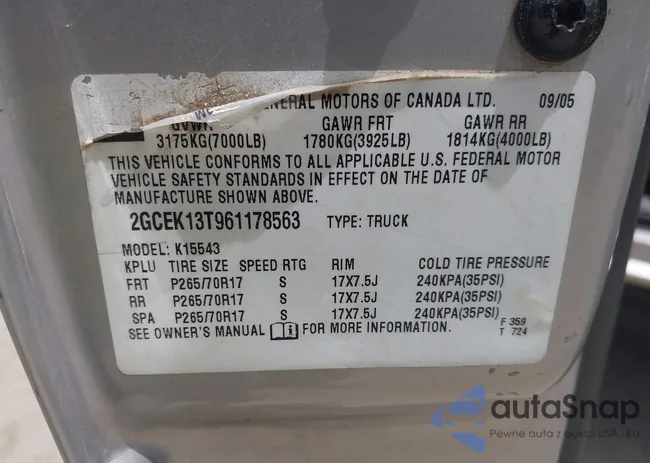 GENERAL MOTORS OF CANADA LTD. 09/05
GVWR GAWR FRT GAWR RR
3175KG(7000LB) 1780KG(3925LB) 1814KG(4000LB)
THIS VEHICLE CONFORMS TO ALL APPLICABLE U.S. FEDERAL MOTOR
VEHICLE SAFETY STANDARDS IN EFFECT ON THE DATE OF
MANUFACTURE SHOWN ABOVE.
2GCEK13T961178563 TYPE: TRUCK
MODEL: K15543
KPLU TIRE SIZE SPEED RTG RIM COLD TIRE PRESSURE
FRT P265/70R17 S 17X7.5J 240KPA(35PSI)
RR P265/70R17 S 17X7.5J 240KPA(35PSI)
SPA P265/70R17 S 17X7.5J 240KPA(35PSI)
SEE OWNER'S MANUAL FOR MORE INFORMATION.
F 359
T 724
autaSnap
Pewne auta z aukcji USA i EU